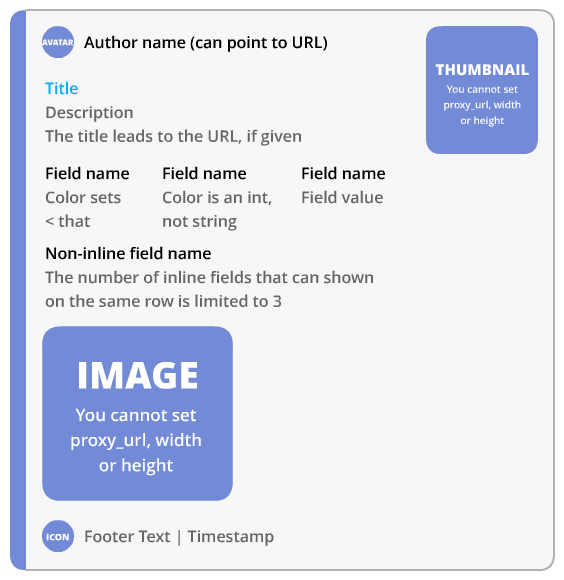 AVATAR
Author name (can point to URL)
THUMBNAIL
You cannot set
proxy_url, width
or height
Title
Description
The title leads to the URL, if given
Field name
Color sets
< that
Field name
Color is an int,
not string
Field name
Field value
Non-inline field name
The number of inline fields that can shown
on the same row is limited to 3
IMAGE
You cannot set
proxy_url, width
or height
ICON
Footer Text | Timestamp